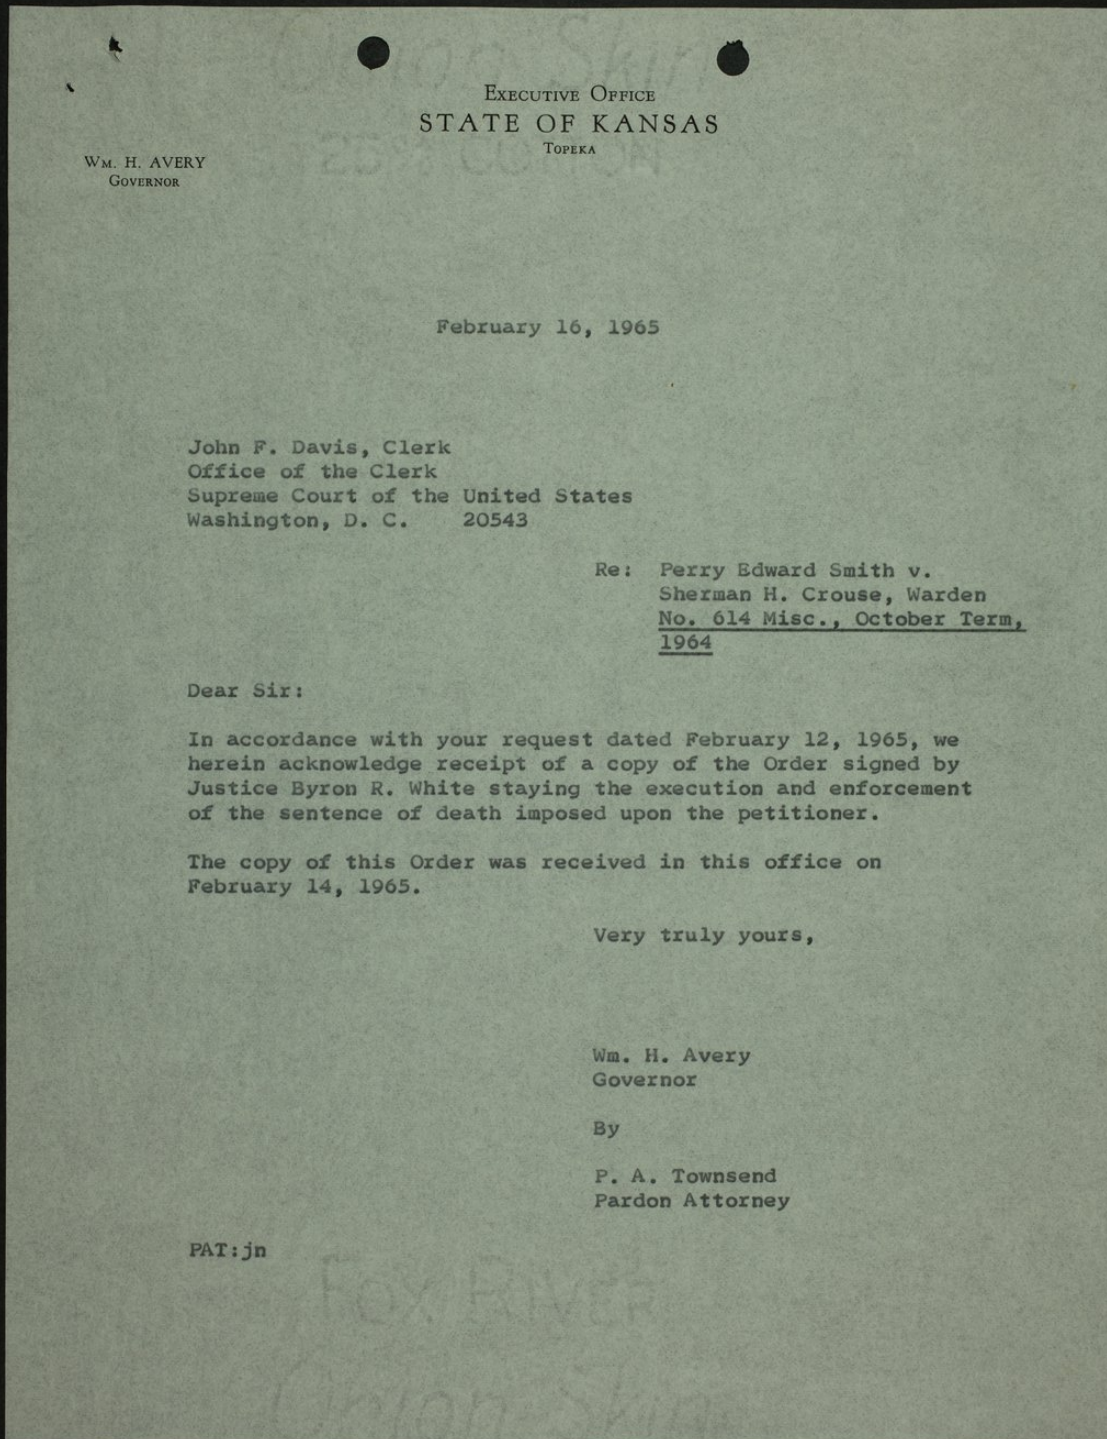 EXECUTIVE OFFICE
STATE OF KANSAS
TOPEKA
WM. H. AVERY
GOVERNOR
February 16, 1965
John F. Davis, Clerk
Office of the Clerk
Supreme Court of the United States
Washington, D. C. 20543
Re: Perry Edward Smith v.
Sherman H. Crouse, Warden
No. 614 Misc., October Term,
1964
Dear Sir:
In accordance with your request dated February 12, 1965, we
herein acknowledge receipt of a copy of the Order signed by
Justice Byron R. White staying the execution and enforcement
of the sentence of death imposed upon the petitioner.
The copy of this Order was received in this office on
February 14, 1965.
Very truly yours,
Wm. H. Avery
Governor
By
P. A. Townsend
Pardon Attorney
PAT:jn
Fox River
Onion Skin